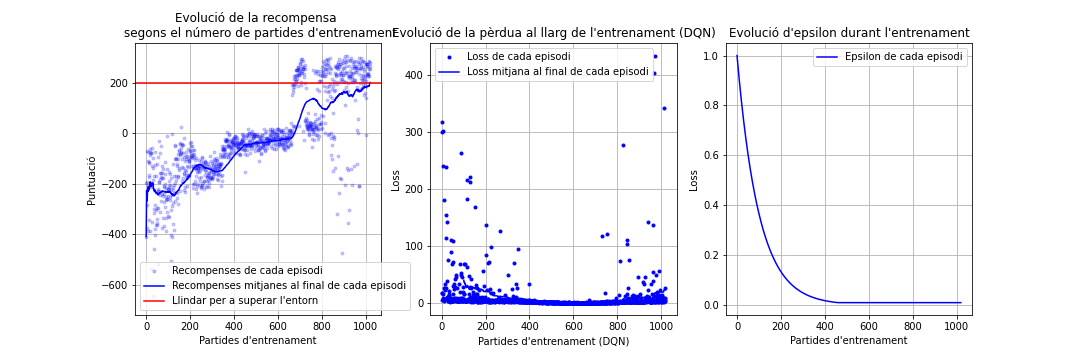 Evolució de la recompensa
segons el número de partides d'entrenament
Puntuació
200
0
−200
−400
−600
0 200 400 600 800 1000
Partides d'entrenament
Recompenses de cada episodi
Recompenses mitjanes al final de cada episodi
Llindar per a superar l'entorn
Evolució de la pèrdua al llarg de l'entrenament (DQN)
Loss
400
300
200
100
0
0 200 400 600 800 1000
Partides d'entrenament (DQN)
Loss de cada episodi
Loss mitjana al final de cada episodi
Evolució d'epsilon durant l'entrenament
Loss
1.0
0.8
0.6
0.4
0.2
0.0
0 200 400 600 800 1000
Partides d'entrenament
Epsilon de cada episodi